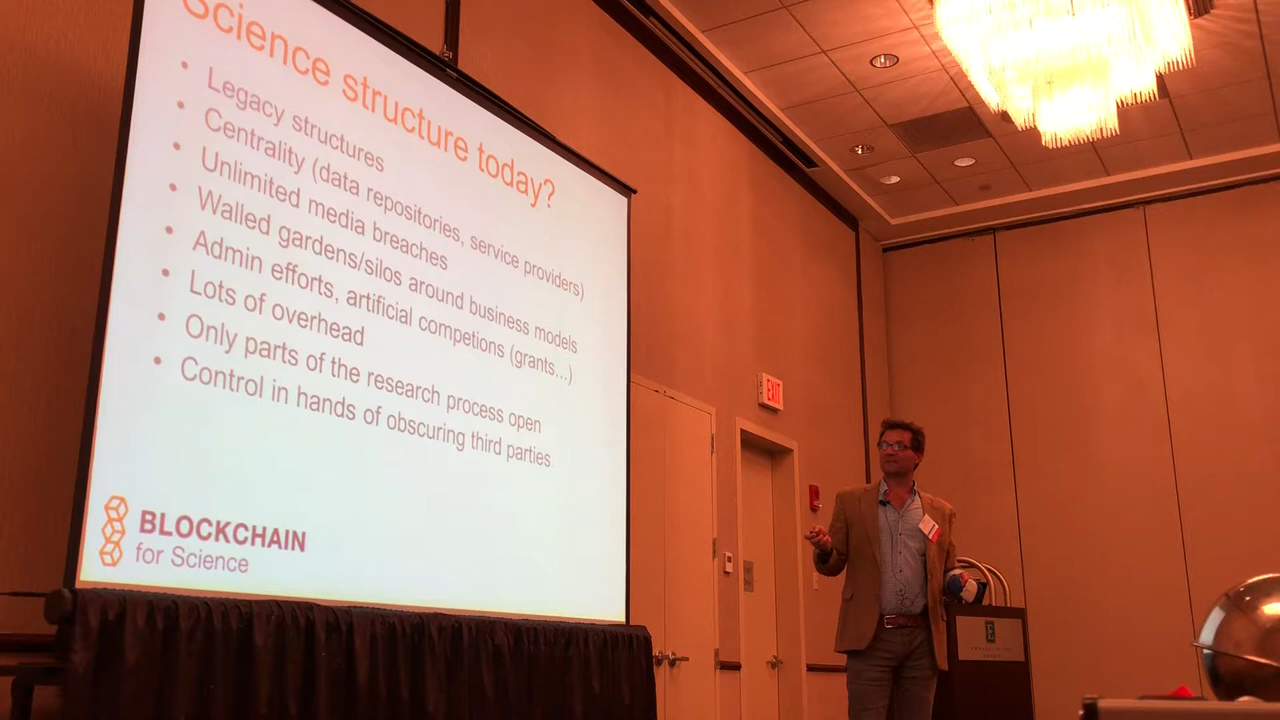 Science structure today?
• Legacy structures
• Centrality (data repositories, service providers)
• Unlimited media breaches
• Walled gardens/silos around business models
• Admin efforts, artificial competions (grants...)
• Lots of overhead
• Only parts of the research process open
• Control in hands of obscuring third parties
BLOCKCHAIN
for Science
EXIT
E